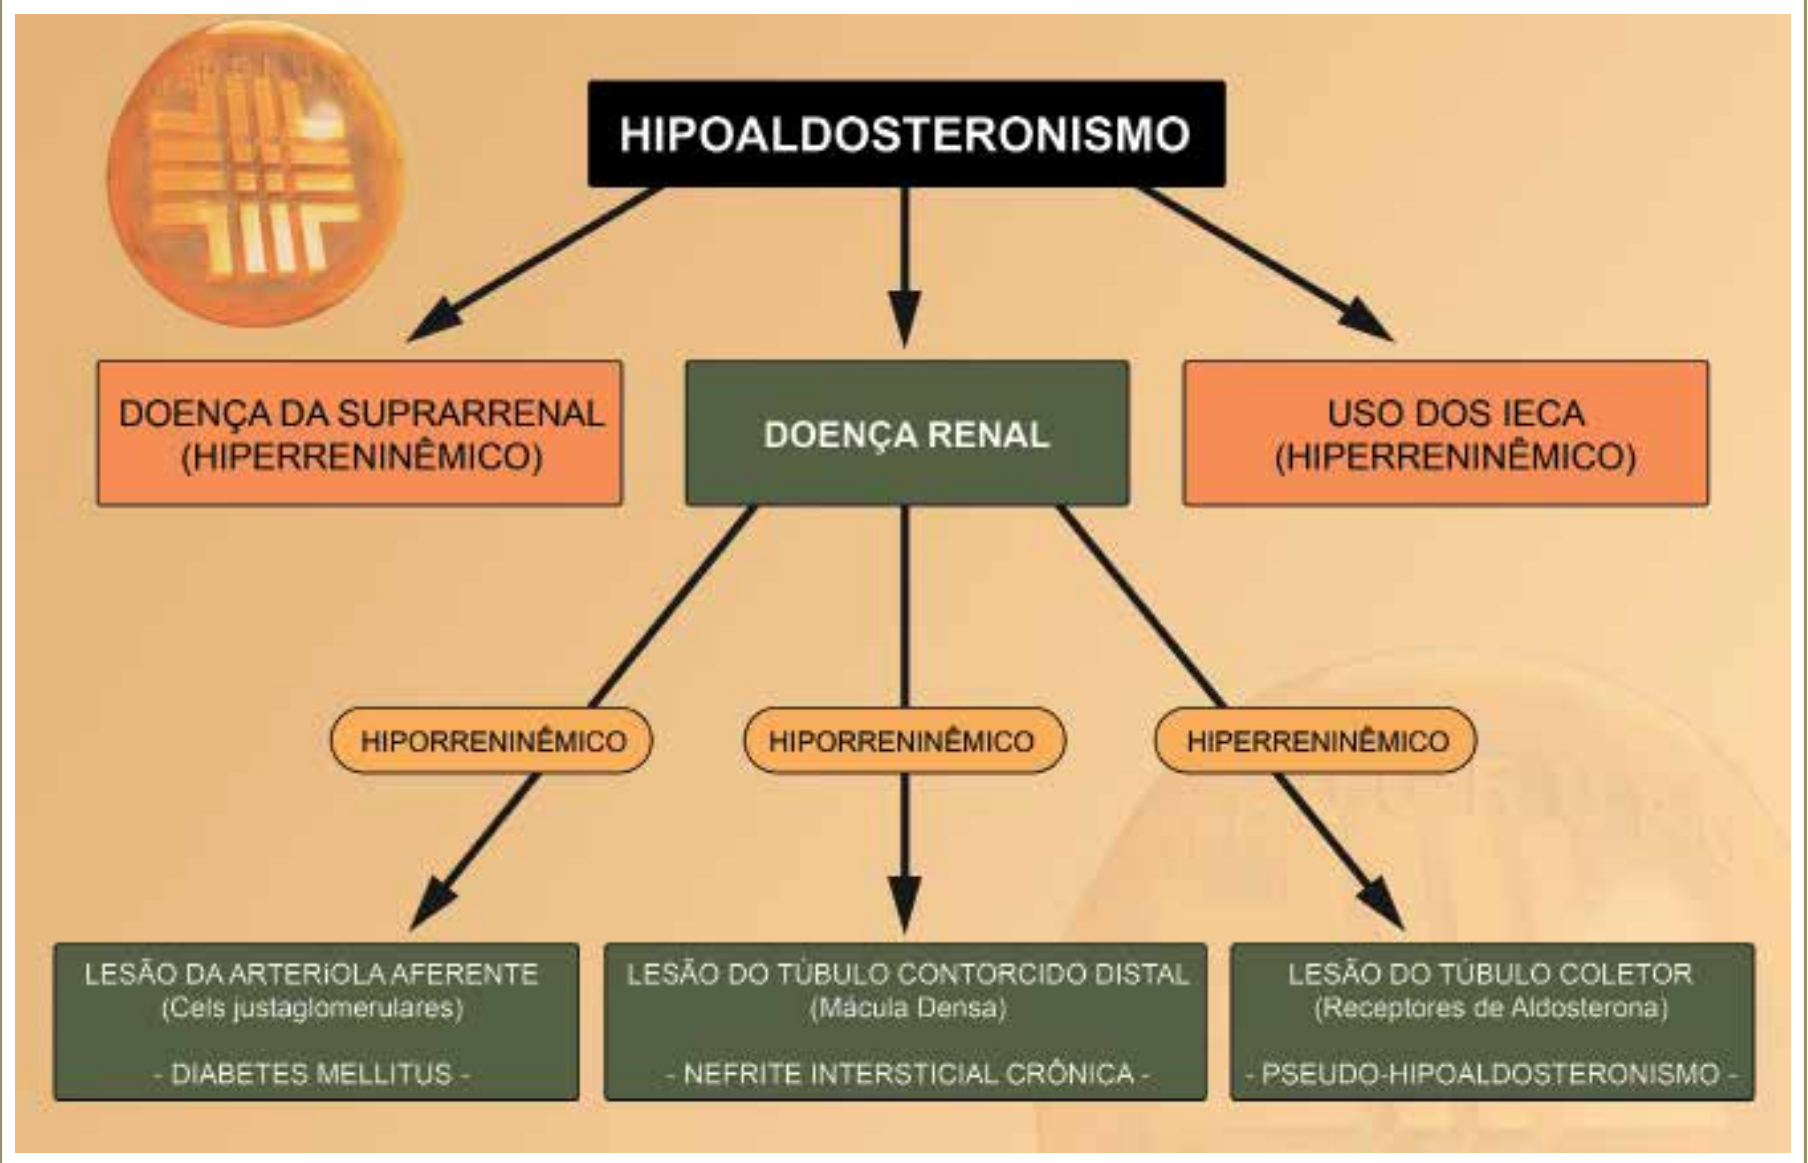 HIPOALDOSTERONISMO
DOENÇA DA SUPRARRENAL
(HIPERRENINÊMICO)
DOENÇA RENAL
USO DOS IECA
(HIPERRENINÊMICO)
HIPORRENINÊMICO
HIPORRENINÊMICO
HIPERRENINÊMICO
LESÃO DA ARTERíOLA AFERENTE
(Cels justaglomerulares)
- DIABETES MELLITUS -
LESÃO DO TÚBULO CONTORCIDO DISTAL
(Mácula Densa)
- NEFRITE INTERSTICIAL CRÔNICA -
LESÃO DO TÚBULO COLETOR
(Receptores de Aldosterona)
- PSEUDO-HIPOALDOSTERONISMO -